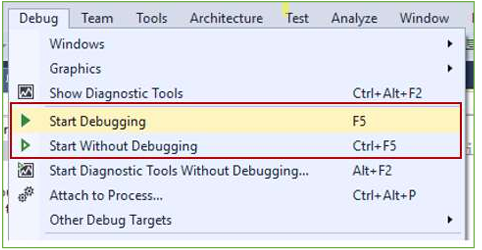 Debug Team Tools Architecture Test Analyze Window
Windows
Graphics
Show Diagnostic Tools Ctrl+Alt+F2
Start Debugging F5
Start Without Debugging Ctrl+F5
Start Diagnostic Tools Without Debugging... Alt+F2
Attach to Process... Ctrl+Alt+P
Other Debug Targets